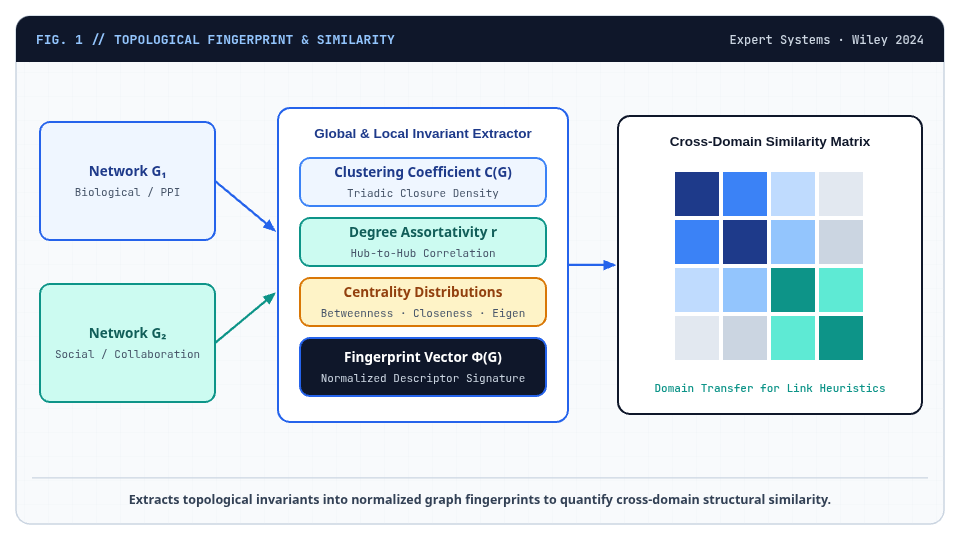 FIG. 1 // TOPOLOGICAL FINGERPRINT & SIMILARITY
Expert Systems · Wiley 2024
Network G₁
Biological / PPI
Network G₂
Social / Collaboration
Global & Local Invariant Extractor
Clustering Coefficient C(G)
Triadic Closure Density
Degree Assortativity r
Hub-to-Hub Correlation
Centrality Distributions
Betweenness · Closeness · Eigen
Fingerprint Vector Φ(G)
Normalized Descriptor Signature
Cross-Domain Similarity Matrix
Domain Transfer for Link Heuristics
Extracts topological invariants into normalized graph fingerprints to quantify cross-domain structural similarity.